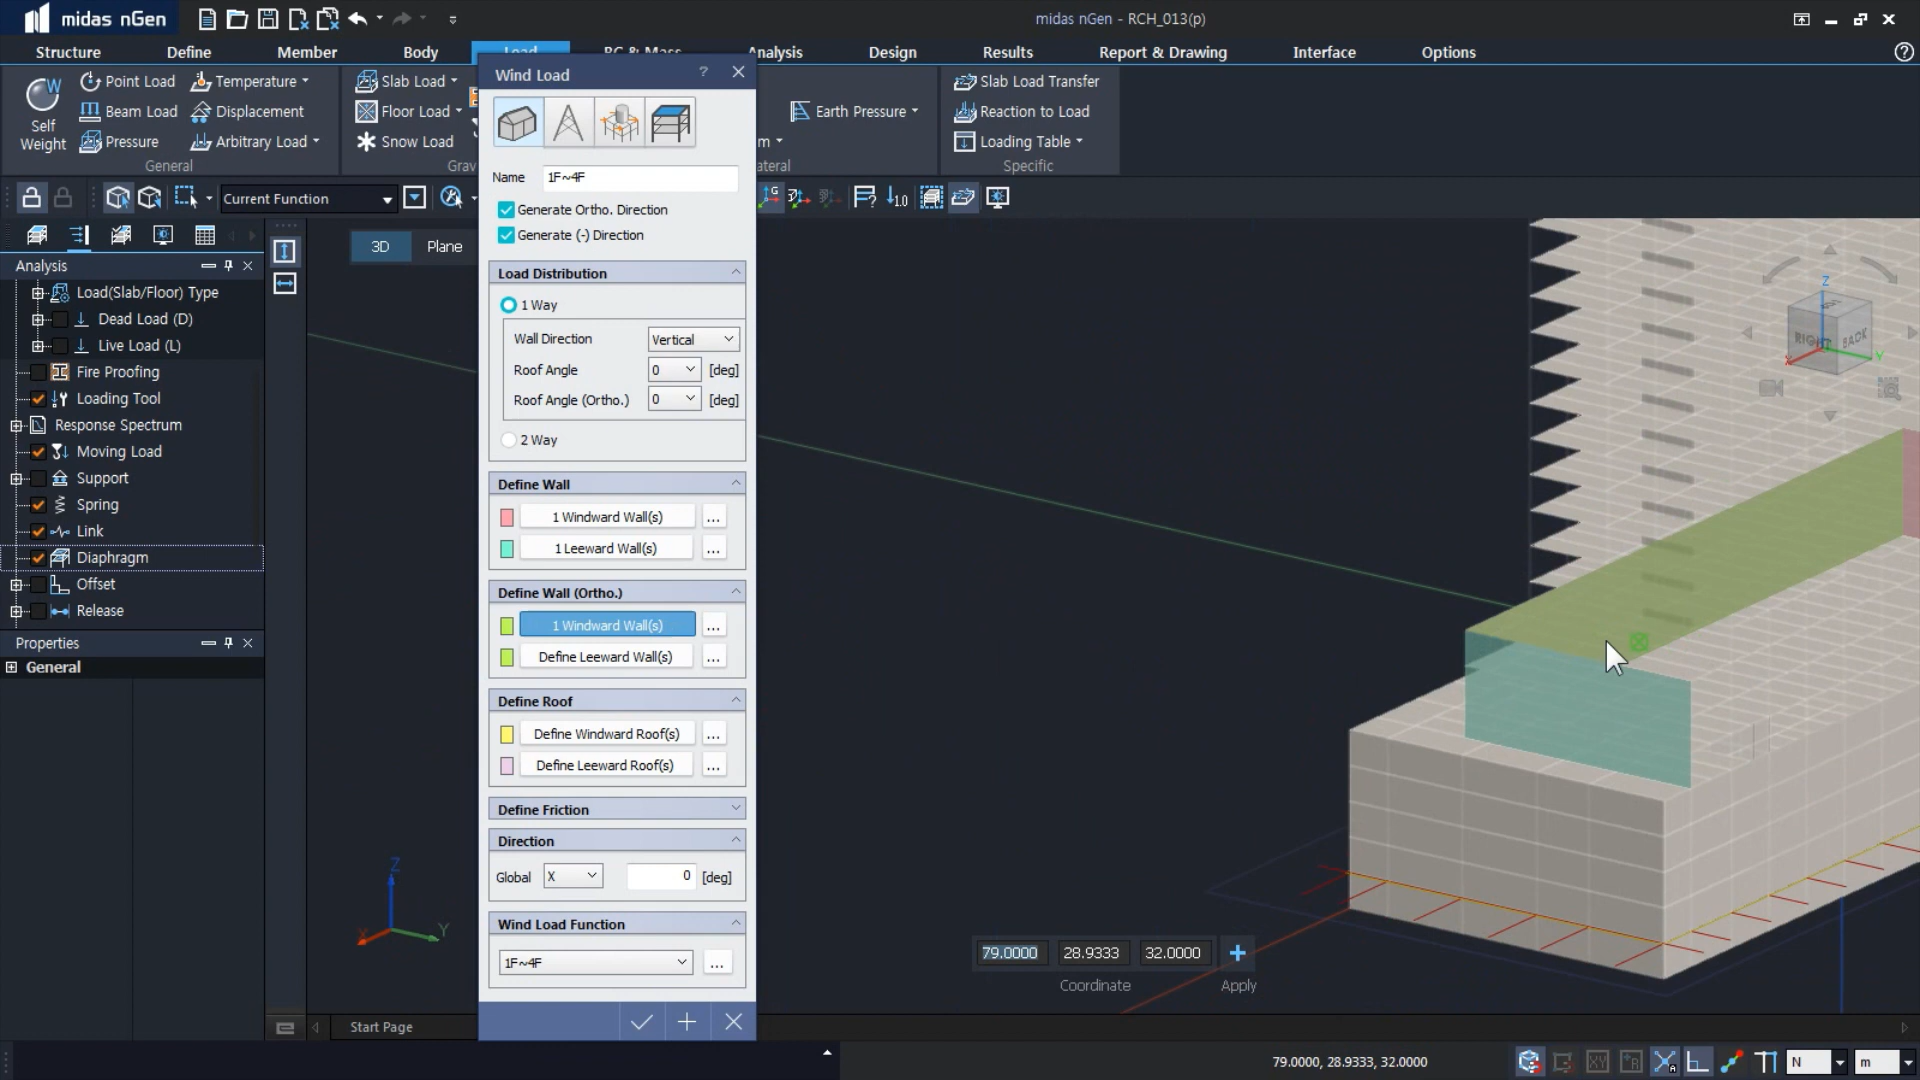 midas nGen
midas nGen - RCH_013(p)
Structure Define Member Body Load BC & Mass Analysis Design Results Report & Drawing Interface Options
Self
Weight
Point Load
Beam Load
Pressure
Temperature
Displacement
Arbitrary Load
General
Slab Load
Floor Load
Snow Load
Grav
Earth Pressure
m
ateral
Slab Load Transfer
Reaction to Load
Loading Table
Specific
Current Function
Analysis
Load(Slab/Floor) Type
Dead Load (D)
Live Load (L)
Fire Proofing
Loading Tool
Response Spectrum
Moving Load
Support
Spring
Link
Diaphragm
Offset
Release
Properties
General
3D Plane
Wind Load
Name 1F~4F
Generate Ortho. Direction
Generate (-) Direction
Load Distribution
1 Way
Wall Direction Vertical
Roof Angle 0 [deg]
Roof Angle (Ortho.) 0 [deg]
2 Way
Define Wall
1 Windward Wall(s) ...
1 Leeward Wall(s) ...
Define Wall (Ortho.)
1 Windward Wall(s) ...
Define Leeward Wall(s) ...
Define Roof
Define Windward Roof(s) ...
Define Leeward Roof(s) ...
Define Friction
Direction
Global X 0 [deg]
Wind Load Function
1F~4F ...
Z
Y
X
Z
RIGHT BACK
X
Y
79.0000 28.9333 32.0000
Coordinate Apply
Start Page
79.0000, 28.9333, 32.0000
N m